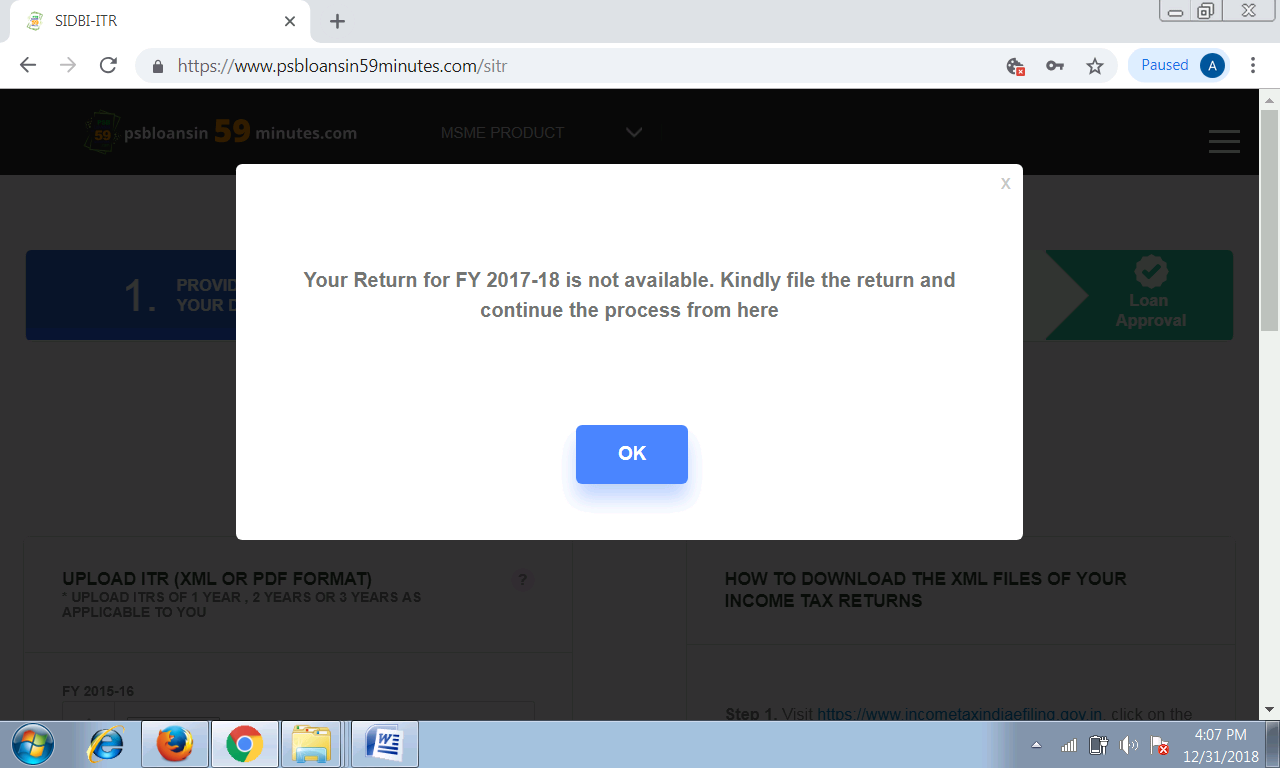 SIDBI-ITR
https://www.psbloansin59minutes.com/sitr
Paused
A
59
psbloansin 59 minutes.com
MSME PRODUCT
X
Your Return for FY 2017-18 is not available. Kindly file the return and
continue the process from here
OK
1.
PROVID
YOUR D
Loan
Approval
UPLOAD ITR (XML OR PDF FORMAT)
?
* UPLOAD ITRS OF 1 YEAR , 2 YEARS OR 3 YEARS AS
APPLICABLE TO YOU
FY 2015-16
HOW TO DOWNLOAD THE XML FILES OF YOUR
INCOME TAX RETURNS
Step 1. Visit https://www.incometaxindiaefiling.gov.in click on the
4:07 PM
12/31/2018